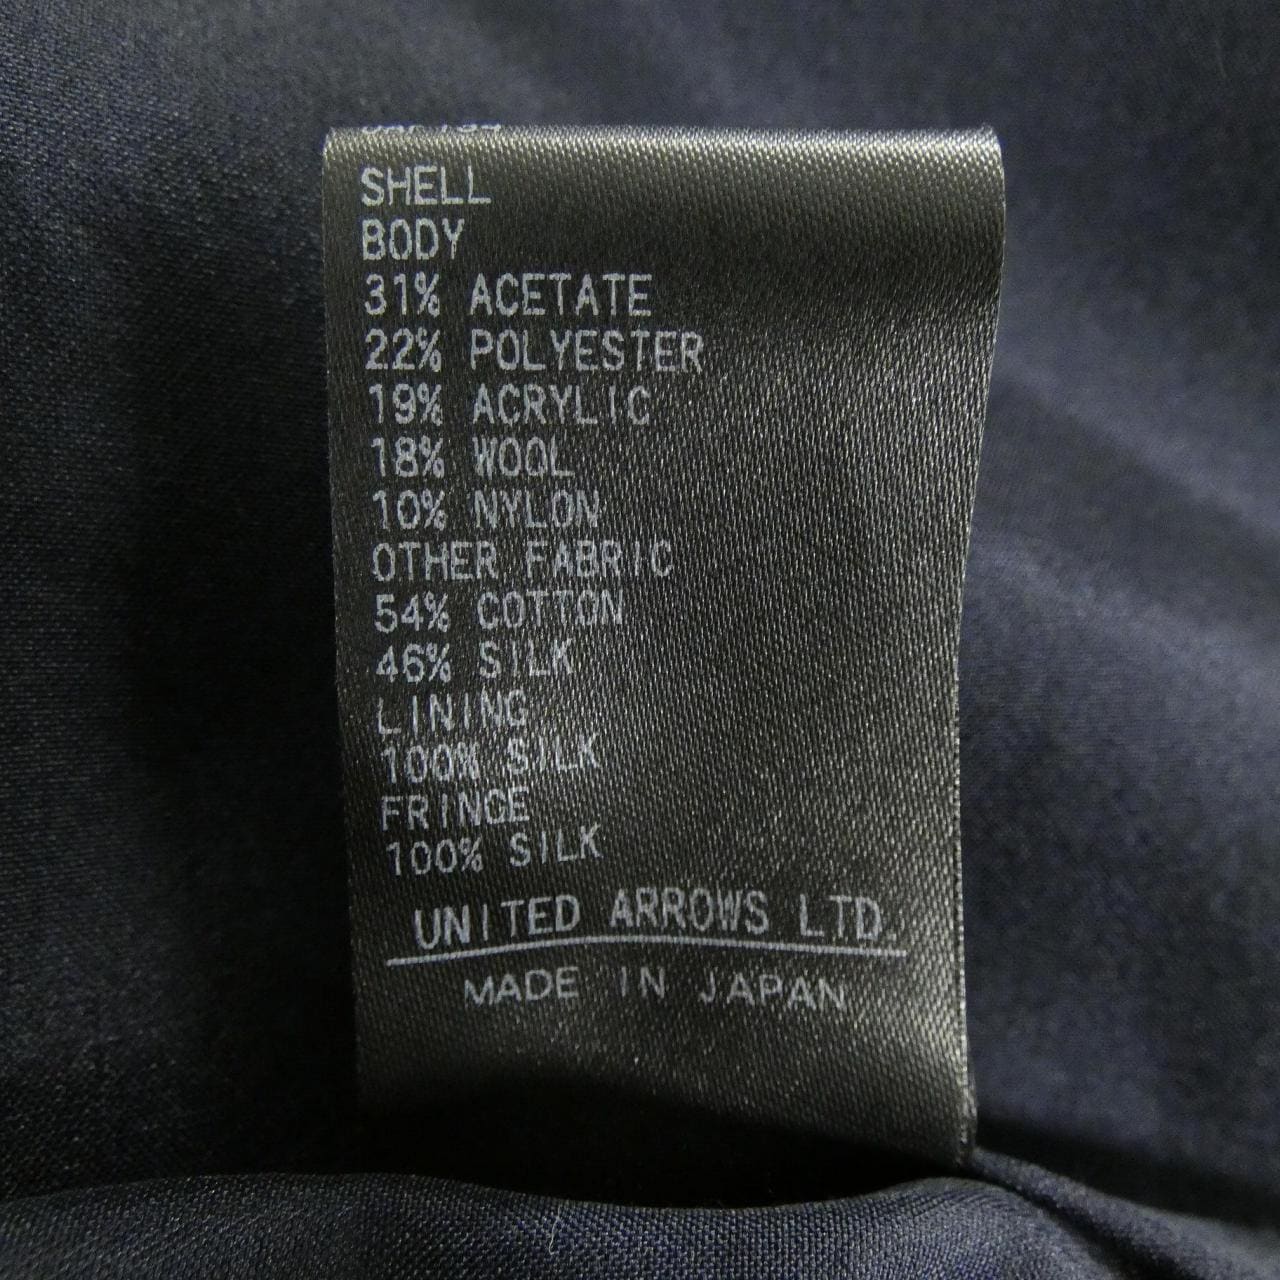 SHELL
BODY
31% ACETATE
22% POLYESTER
19% ACRYLIC
18% WOOL
10% NYLON
OTHER FABRIC
54% COTTON
46% SILK
LINING
100% SILK
FRINGE
100% SILK
UNITED ARROWS LTD.
MADE IN JAPAN